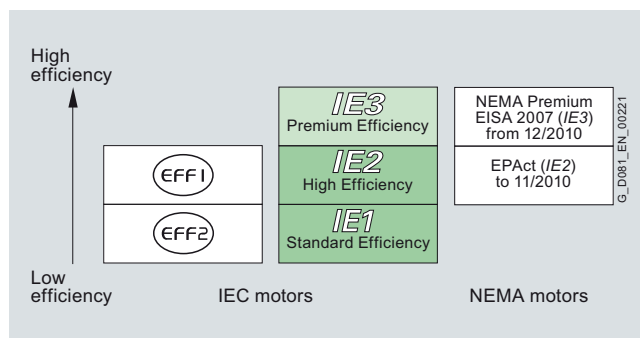 High
efficiency
IE3
Premium Efficiency
NEMA Premium
EISA 2007 (IE3)
from 12/2010
EFF1
IE2
High Efficiency
EPAct (IE2)
to 11/2010
EFF2
IE1
Standard Efficiency
Low
efficiency
IEC motors
NEMA motors
G_D081_EN_00221